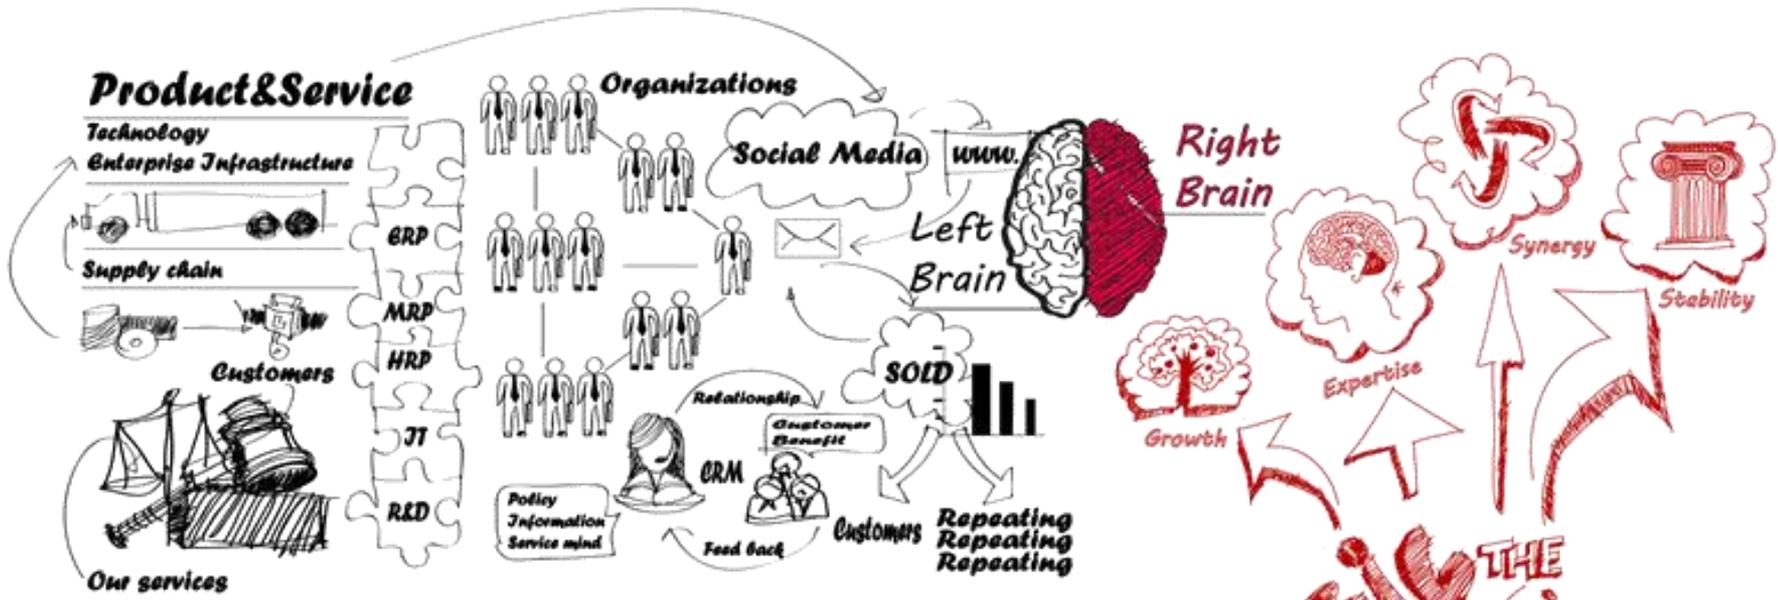 Product&Service
Technology
Enterprise Infrastructure
Supply chain
Customers
Our services
ERP
MRP
HRP
IT
R&D
Organizations
Social Media
www.
Left
Brain
Right
Brain
SOLD
Relationship
Customer
Benefit
CRM
Policy
Information
Service mind
Feed back
Customers
Repeating
Repeating
Repeating
Growth
Expertise
Synergy
Stability
THE